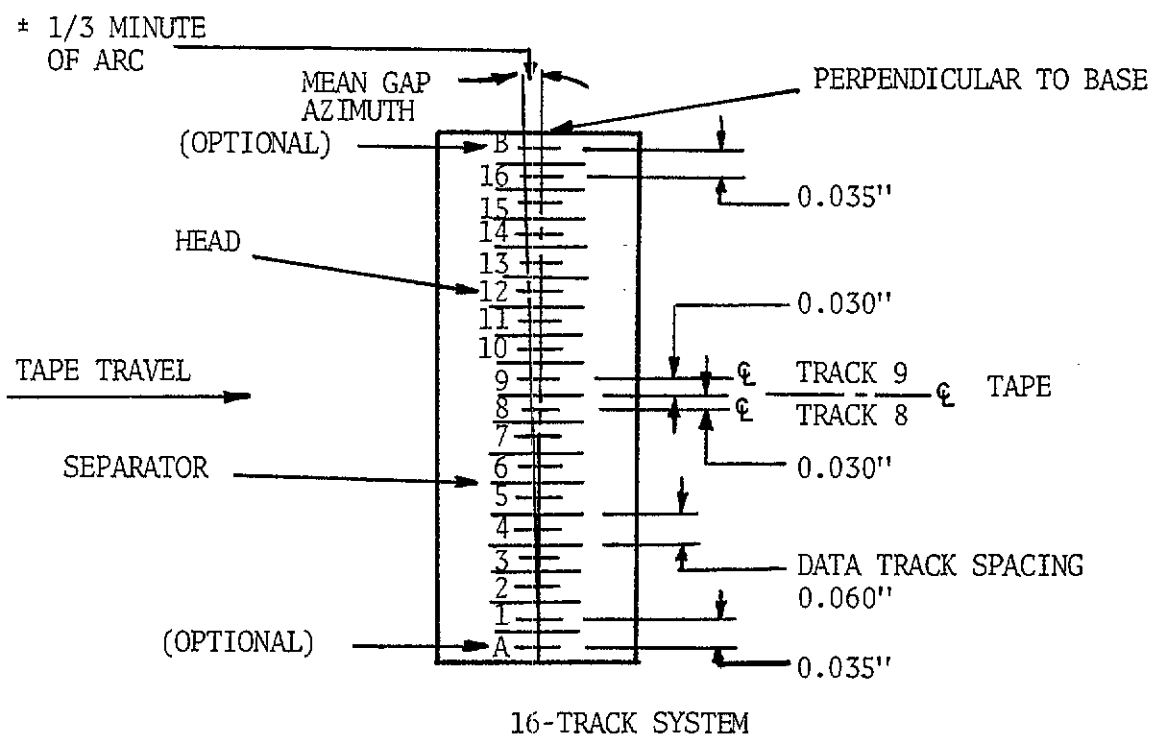 ± 1/3 MINUTE
OF ARC
MEAN GAP
AZIMUTH
PERPENDICULAR TO BASE
(OPTIONAL)
B
16
0.035"
15
14
HEAD
13
12
0.030"
11
10
TAPE TRAVEL
9
℄ TRACK 9
℄ TAPE
8
℄ TRACK 8
7
SEPARATOR
6
0.030"
5
4
3
DATA TRACK SPACING
0.060"
2
1
(OPTIONAL)
A
0.035"
16-TRACK SYSTEM